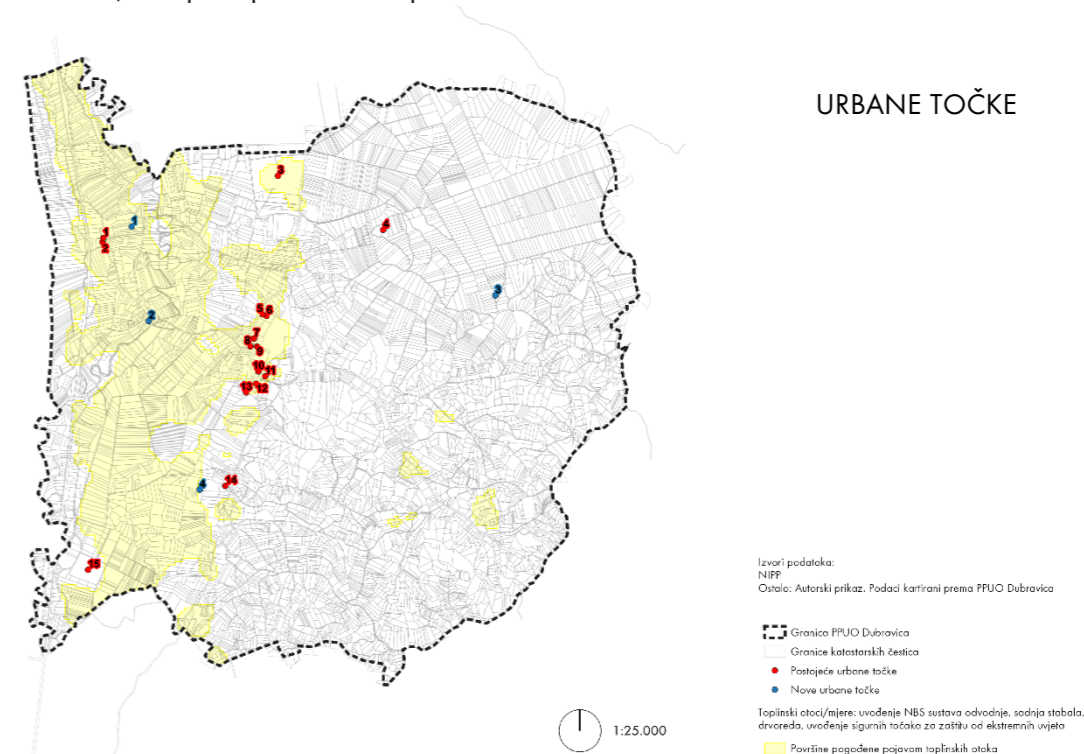 URBANE TOČKE
3
4
1
1
2
3
2
5 6
7
8
9
10 11
13 12
4
14
15
Izvori podataka:
NIPP
Ostalo: Autorski prikaz. Podaci kartirani prema PPUO Dubravica
Granica PPUO Dubravica
Granice katastarskih čestica
Postojeće urbane točke
Nove urbane točke
Toplinski otoci/mjere: uvođenje NBS sustava odvodnje, sadnja stabala,
drvoreda, uvođenje sigurnih točaka za zaštitu od ekstremnih uvjeta
Površine pogođene pojavom toplinskih otoka
1:25.000